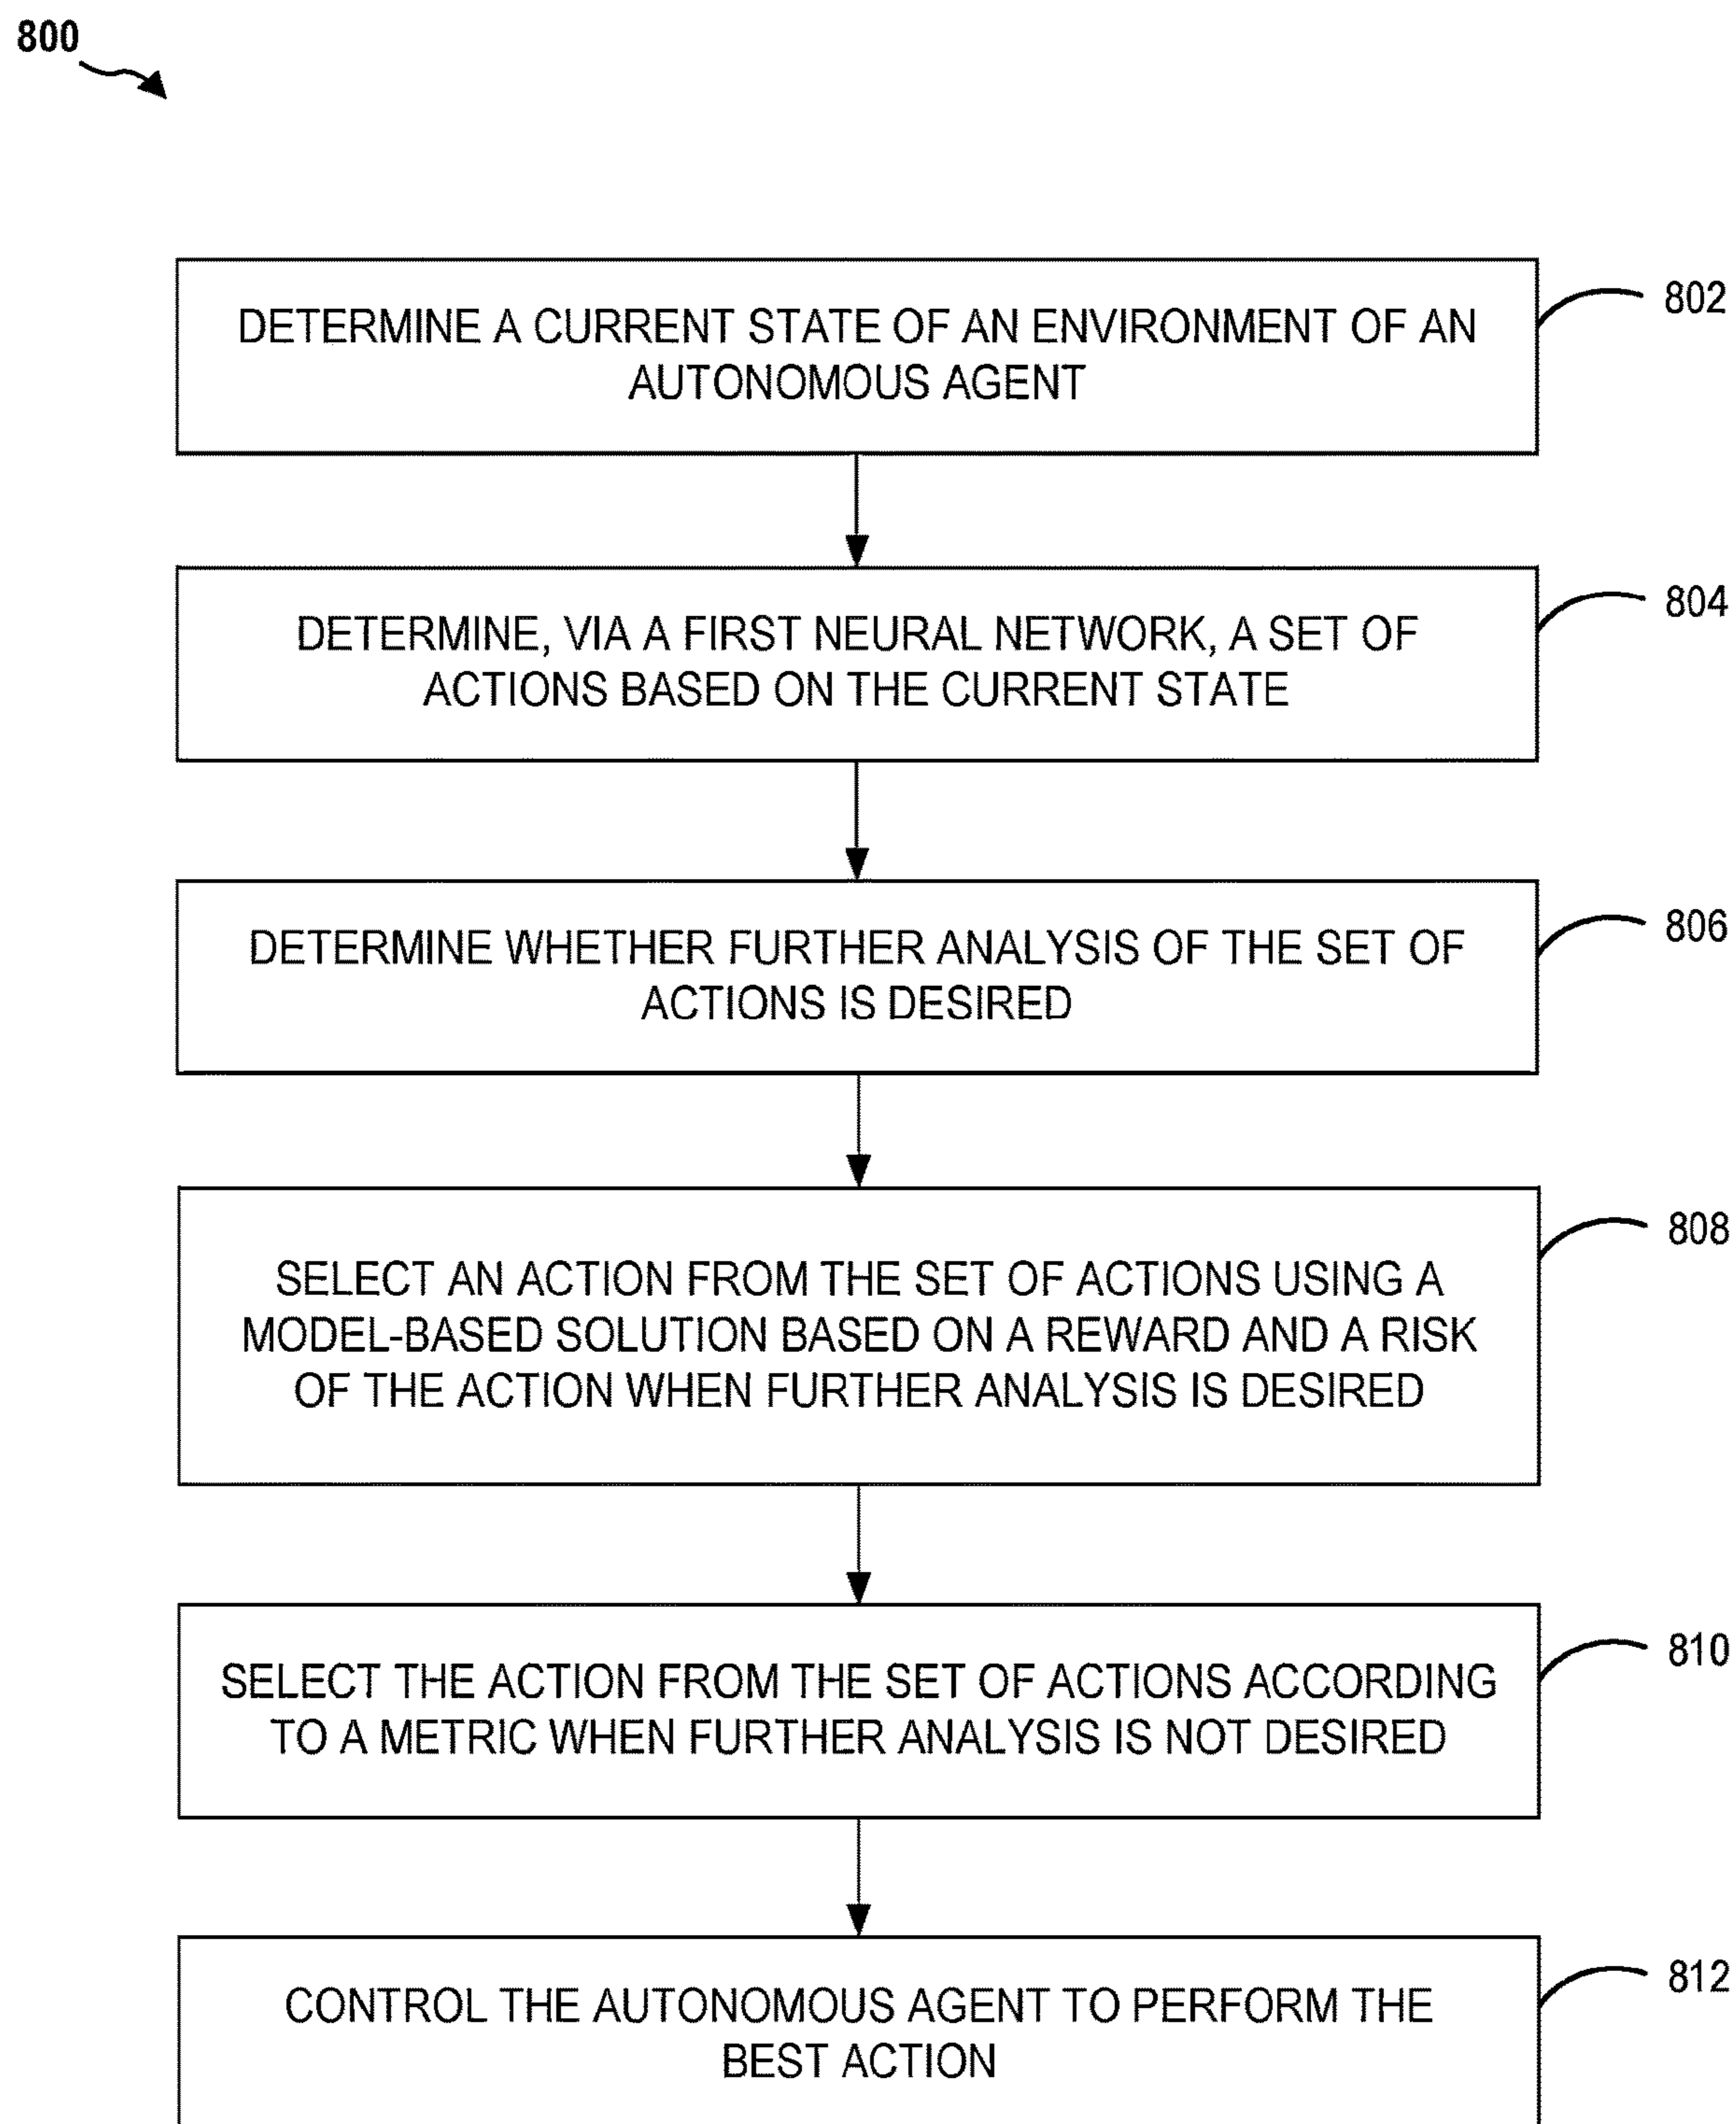 800
DETERMINE A CURRENT STATE OF AN ENVIRONMENT OF AN
AUTONOMOUS AGENT
802
DETERMINE, VIA A FIRST NEURAL NETWORK, A SET OF
ACTIONS BASED ON THE CURRENT STATE
804
DETERMINE WHETHER FURTHER ANALYSIS OF THE SET OF
ACTIONS IS DESIRED
806
SELECT AN ACTION FROM THE SET OF ACTIONS USING A
MODEL-BASED SOLUTION BASED ON A REWARD AND A RISK
OF THE ACTION WHEN FURTHER ANALYSIS IS DESIRED
808
SELECT THE ACTION FROM THE SET OF ACTIONS ACCORDING
TO A METRIC WHEN FURTHER ANALYSIS IS NOT DESIRED
810
CONTROL THE AUTONOMOUS AGENT TO PERFORM THE
BEST ACTION
812